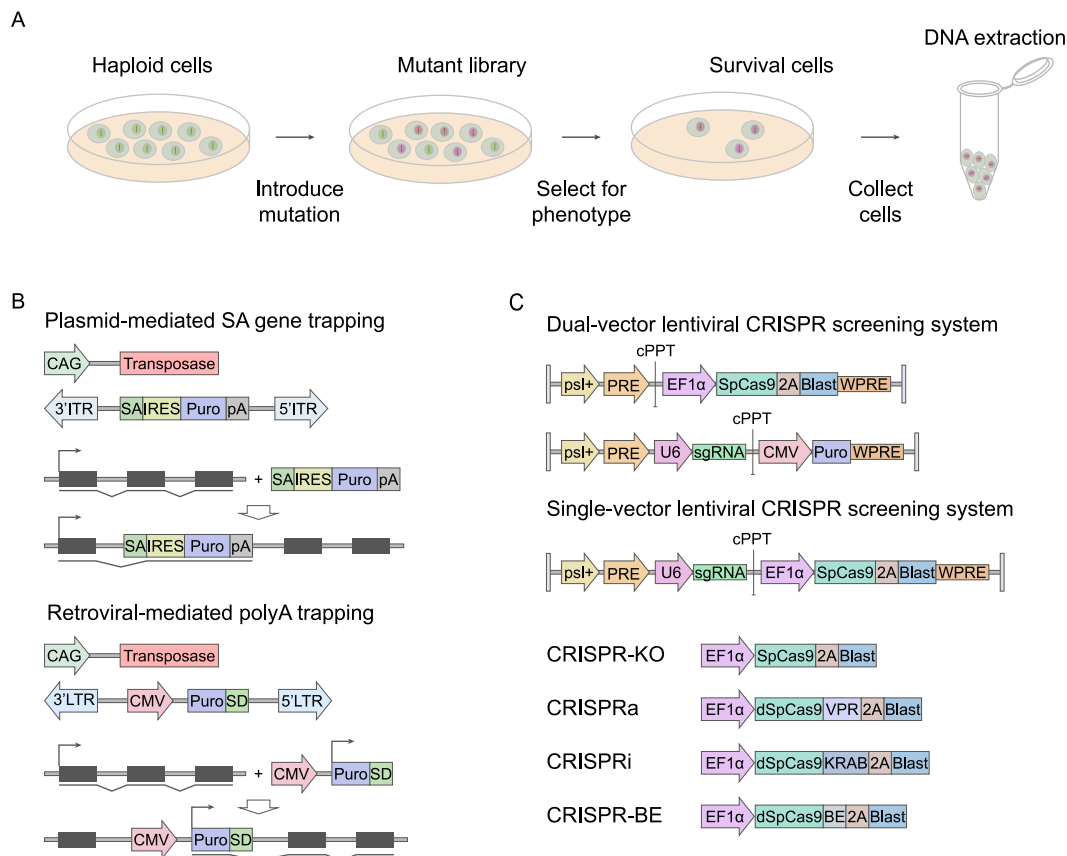 A
Haploid cells
Mutant library
Survival cells
DNA extraction
Introduce
mutation
Select for
phenotype
Collect
cells
B
Plasmid-mediated SA gene trapping
CAG Transposase
3'ITR SA IRES Puro pA 5'ITR
+ SA IRES Puro pA
SA IRES Puro pA
Retroviral-mediated polyA trapping
CAG Transposase
3'LTR CMV Puro SD 5'LTR
+ CMV Puro SD
CMV Puro SD
C
Dual-vector lentiviral CRISPR screening system
cPPT
psI+ PRE EF1α SpCas9 2A Blast WPRE
cPPT
psI+ PRE U6 sgRNA CMV Puro WPRE
Single-vector lentiviral CRISPR screening system
cPPT
psI+ PRE U6 sgRNA EF1α SpCas9 2A Blast WPRE
CRISPR-KO EF1α SpCas9 2A Blast
CRISPRa EF1α dSpCas9 VPR 2A Blast
CRISPRi EF1α dSpCas9 KRAB 2A Blast
CRISPR-BE EF1α dSpCas9 BE 2A Blast